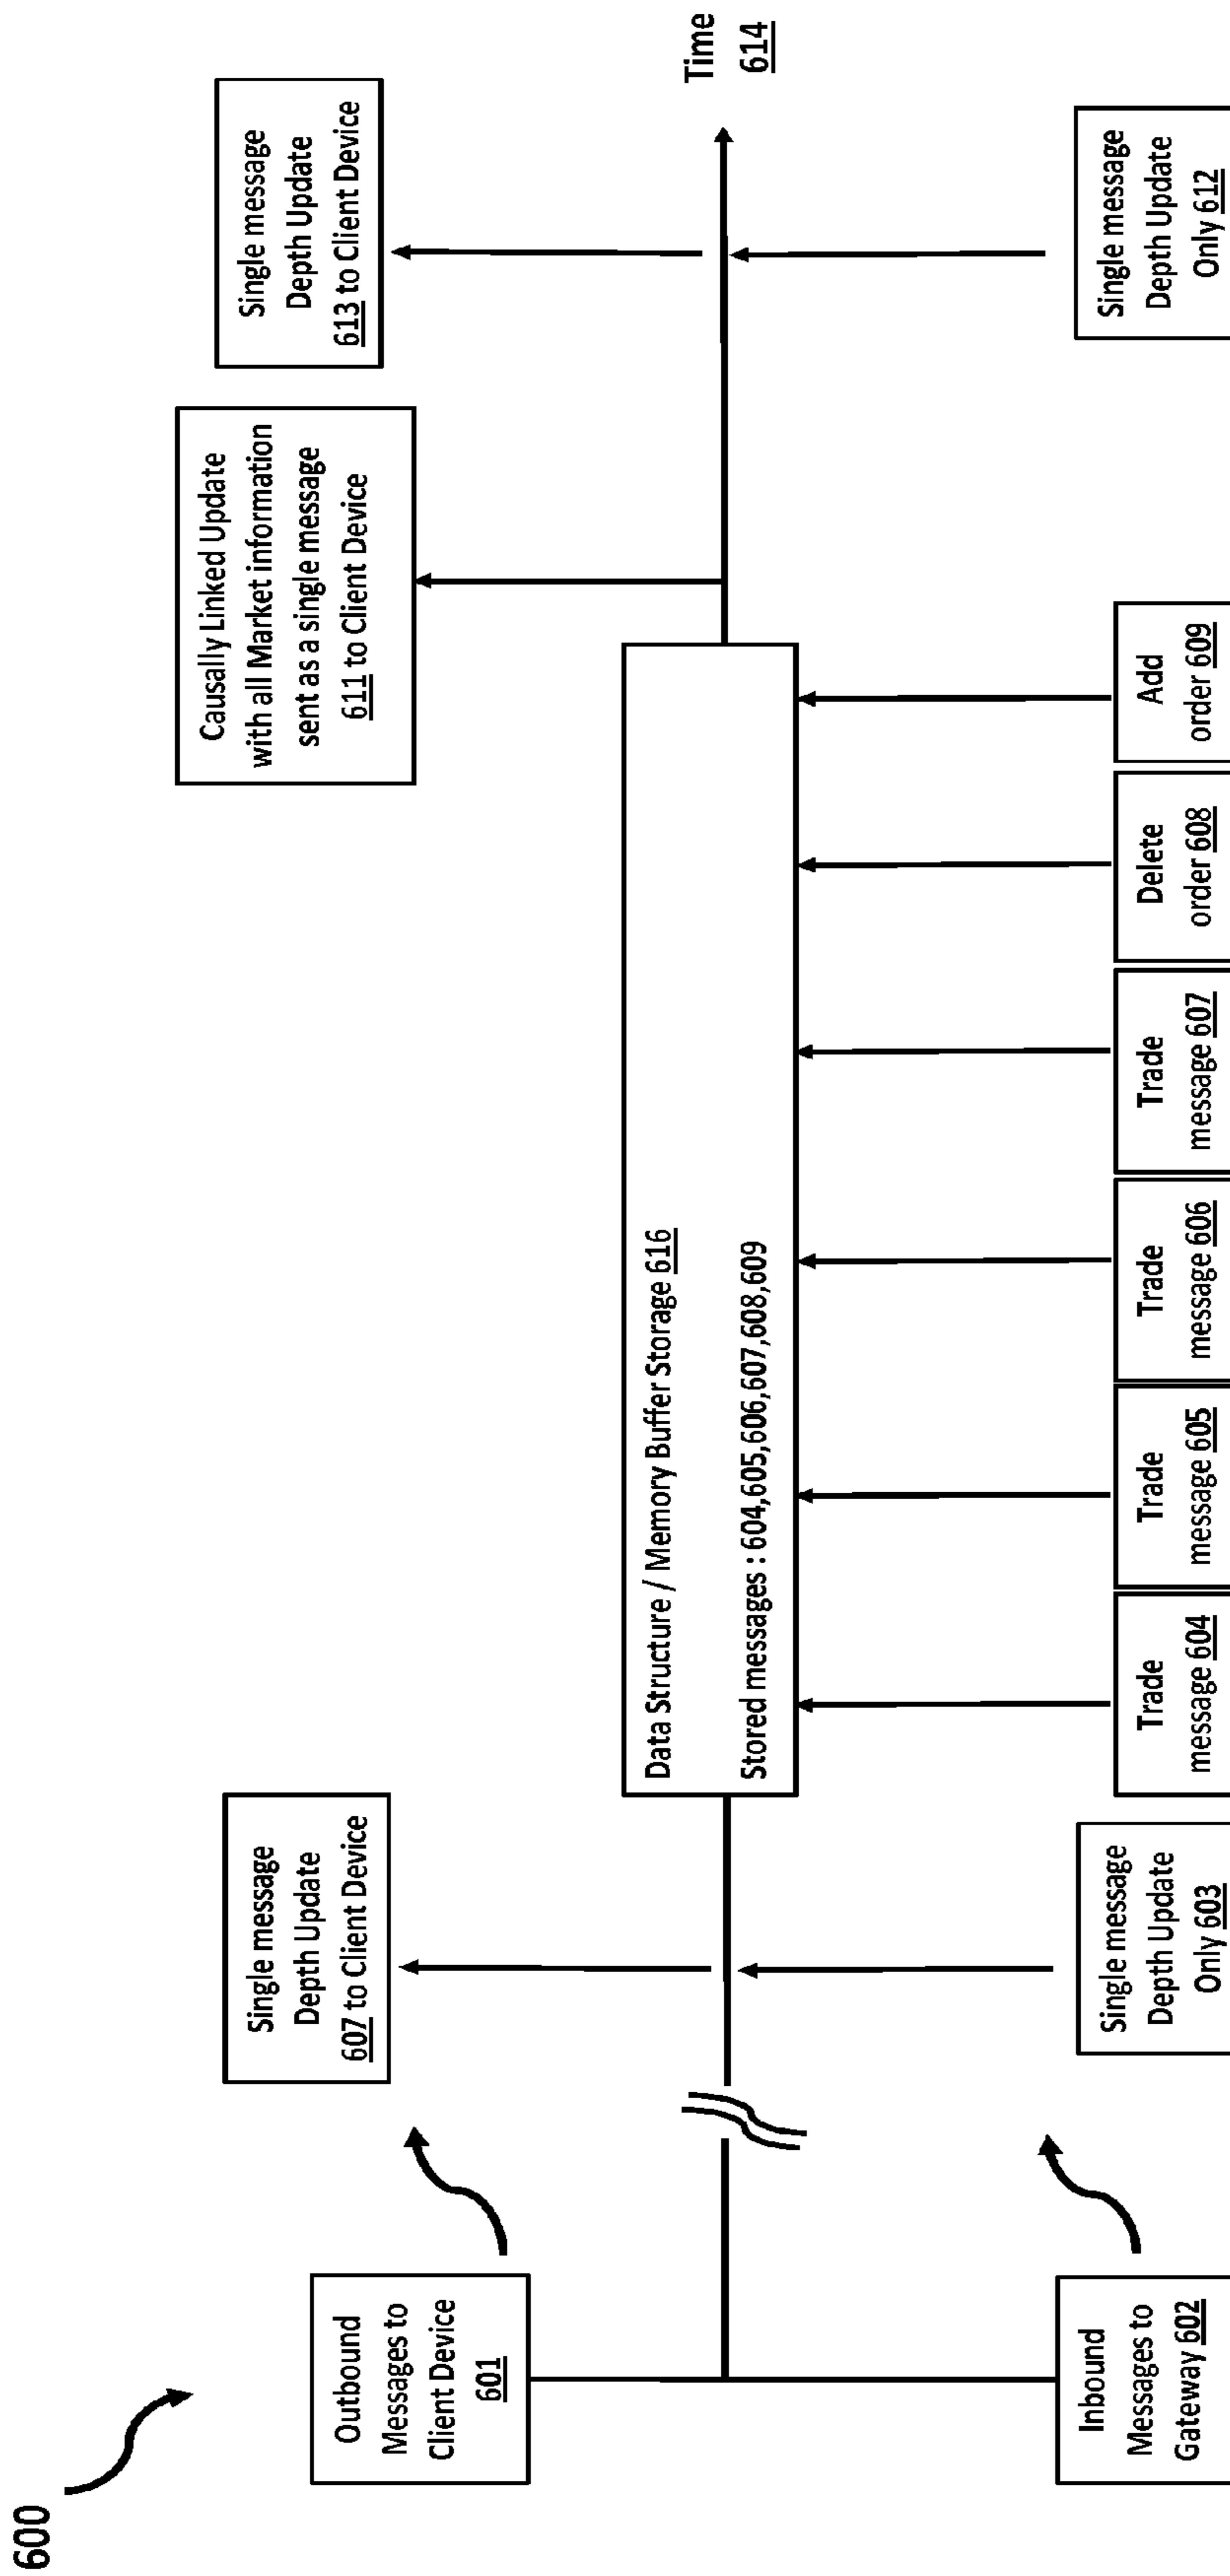 600
Outbound
Messages to
Client Device
601
Inbound
Messages to
Gateway 602
Single message
Depth Update
607 to Client Device
Single message
Depth Update
Only 603
Data Structure / Memory Buffer Storage 616
Stored messages : 604,605,606,607,608,609
Trade
message 604
Trade
message 605
Trade
message 606
Trade
message 607
Delete
order 608
Add
order 609
Causally Linked Update
with all Market information
sent as a single message
611 to Client Device
Single message
Depth Update
613 to Client Device
Single message
Depth Update
Only 612
Time
614